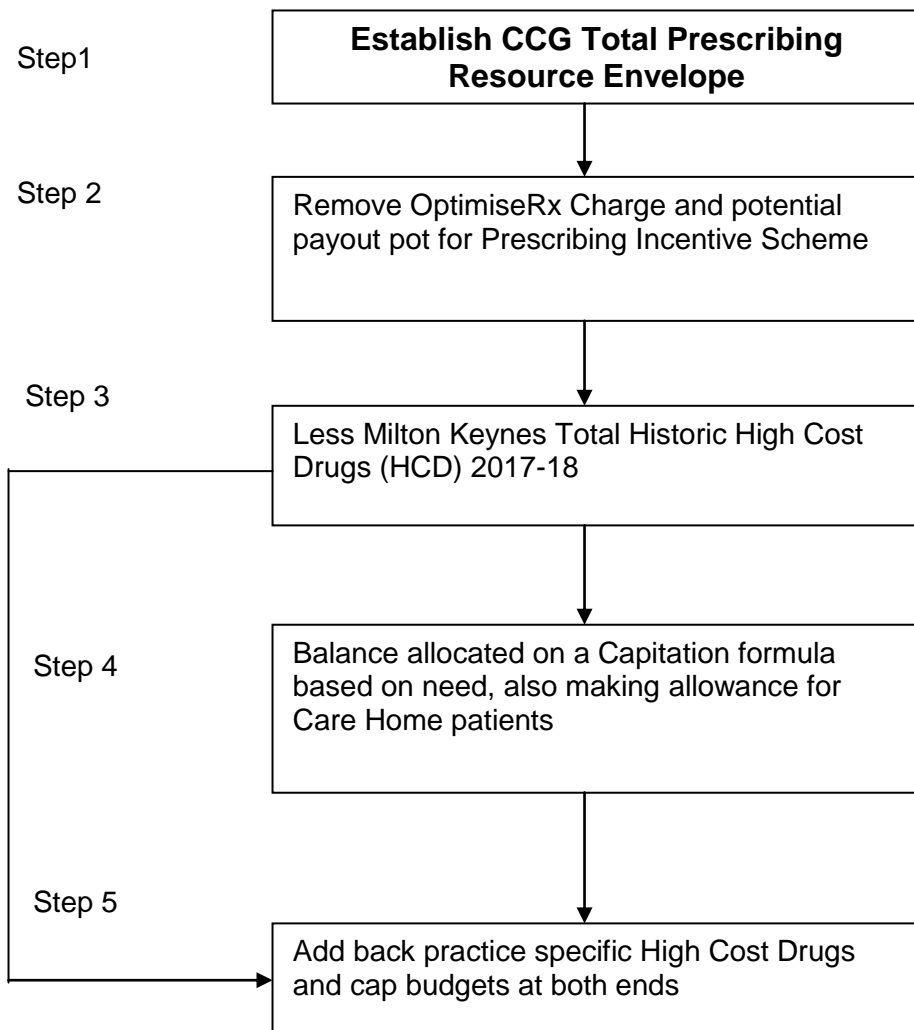 Step1
Establish CCG Total Prescribing
Resource Envelope
Step 2
Remove OptimiseRx Charge and potential
payout pot for Prescribing Incentive Scheme
Step 3
Less Milton Keynes Total Historic High Cost
Drugs (HCD) 2017-18
Step 4
Balance allocated on a Capitation formula
based on need, also making allowance for
Care Home patients
Step 5
Add back practice specific High Cost Drugs
and cap budgets at both ends